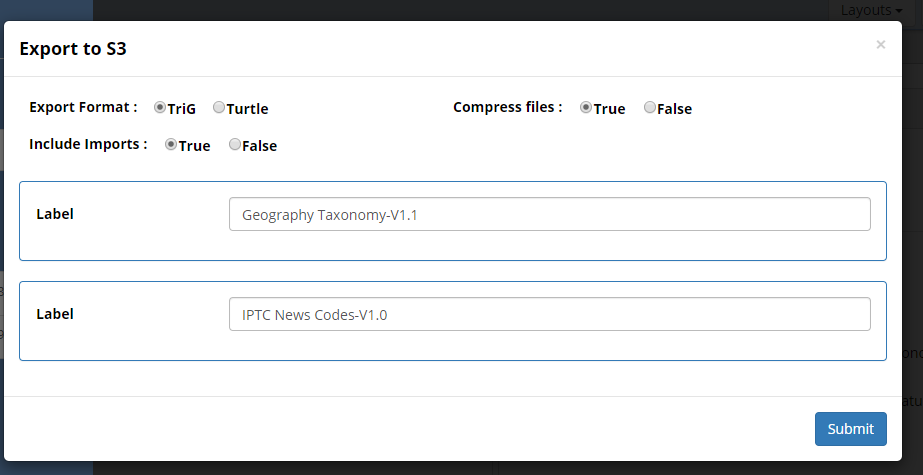 Layouts
Export to S3 ×
Export Format : TriG Turtle Compress files : True False
Include Imports : True False
Label Geography Taxonomy-V1.1
Label IPTC News Codes-V1.0
Submit